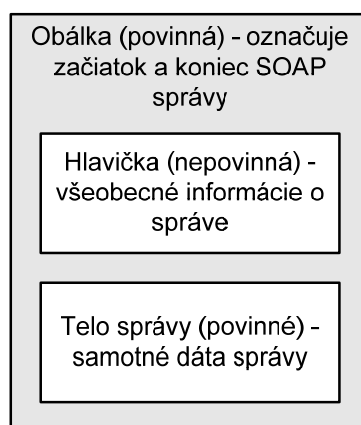 Obálka (povinná) - označuje
začiatok a koniec SOAP
správy
Hlavička (nepovinná) -
všeobecné informácie o
správe
Telo správy (povinné) -
samotné dáta správy